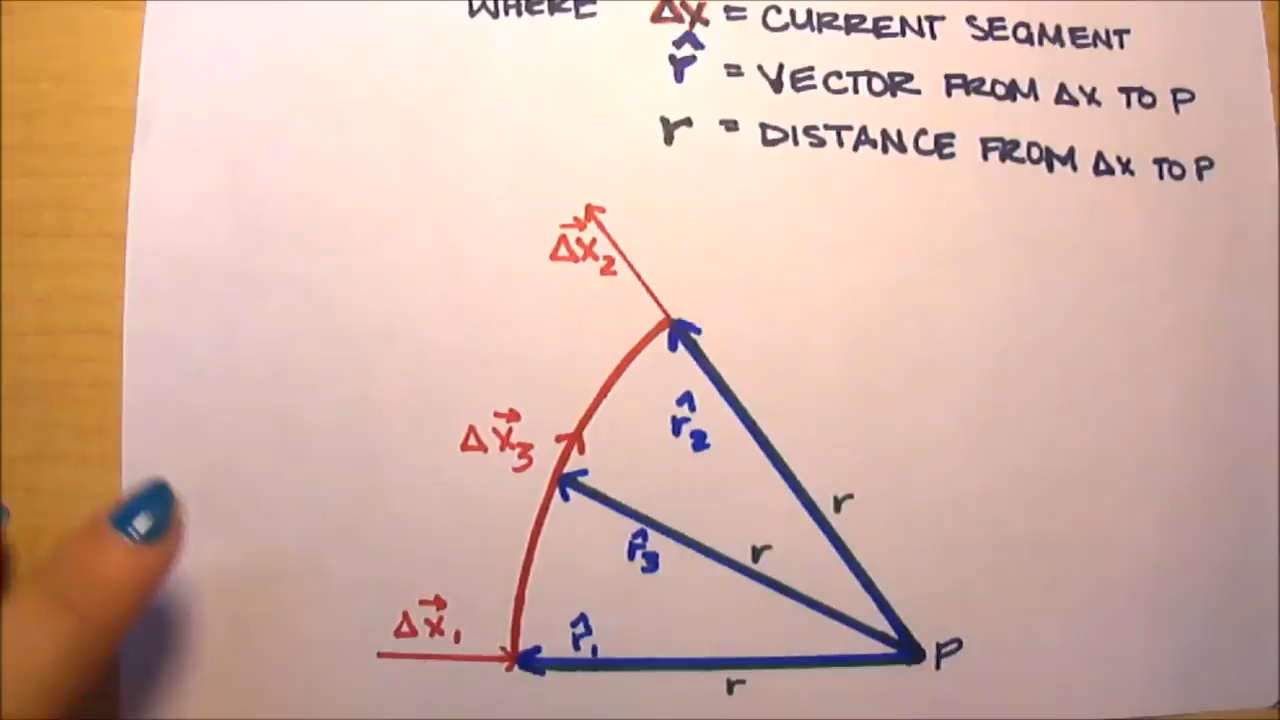 WHERE Δx = CURRENT SEGMENT
r̂ = VECTOR FROM ΔX TO P
r = DISTANCE FROM ΔX TO P
Δx⃗₂
r̂₂
Δx⃗₃
r
r̂₃
r
Δx⃗₁
r̂₁
P
r